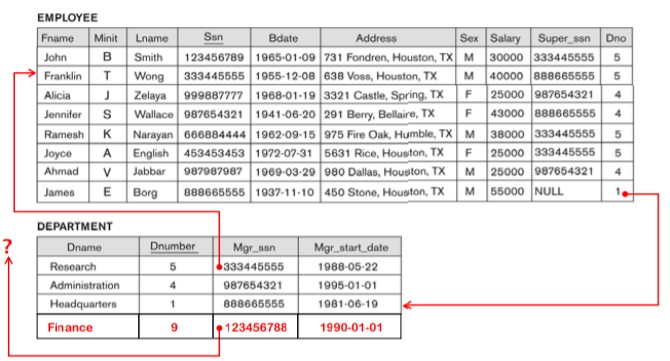 EMPLOYEE
Fname Minit Lname Ssn Bdate Address Sex Salary Super_ssn Dno
John B Smith 123456789 1965-01-09 731 Fondren, Houston, TX M 30000 333445555 5
Franklin T Wong 333445555 1955-12-08 638 Voss, Houston, TX M 40000 888665555 5
Alicia J Zelaya 999887777 1968-01-19 3321 Castle, Spring, TX F 25000 987654321 4
Jennifer S Wallace 987654321 1941-06-20 291 Berry, Bellaire, TX F 43000 888665555 4
Ramesh K Narayan 666884444 1962-09-15 975 Fire Oak, Humble, TX M 38000 333445555 5
Joyce A English 453453453 1972-07-31 5631 Rice, Houston, TX F 25000 333445555 5
Ahmad V Jabbar 987987987 1969-03-29 980 Dallas, Houston, TX M 25000 987654321 4
James E Borg 888665555 1937-11-10 450 Stone, Houston, TX M 55000 NULL 1
DEPARTMENT
?
Dname Dnumber Mgr_ssn Mgr_start_date
Research 5 333445555 1988-05-22
Administration 4 987654321 1995-01-01
Headquarters 1 888665555 1981-06-19
Finance 9 123456788 1990-01-01